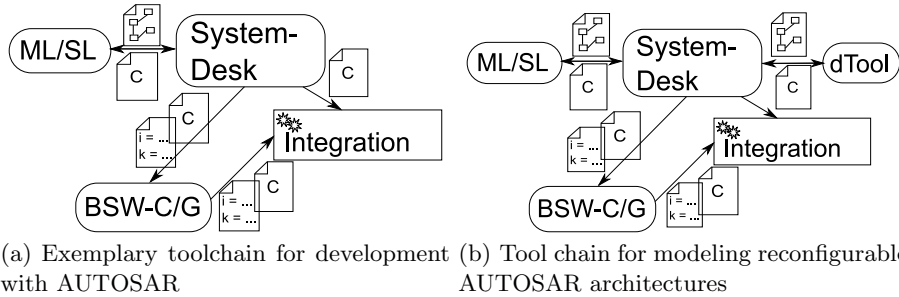 ML/SL
C
System-
Desk
C
i = ...
k = ...
C
Integration
BSW-C/G
i = ...
k = ...
C
(a) Exemplary toolchain for development
with AUTOSAR
ML/SL
C
System-
Desk
C
dTool
i = ...
k = ...
C
Integration
BSW-C/G
i = ...
k = ...
C
(b) Tool chain for modeling reconfigurable
AUTOSAR architectures